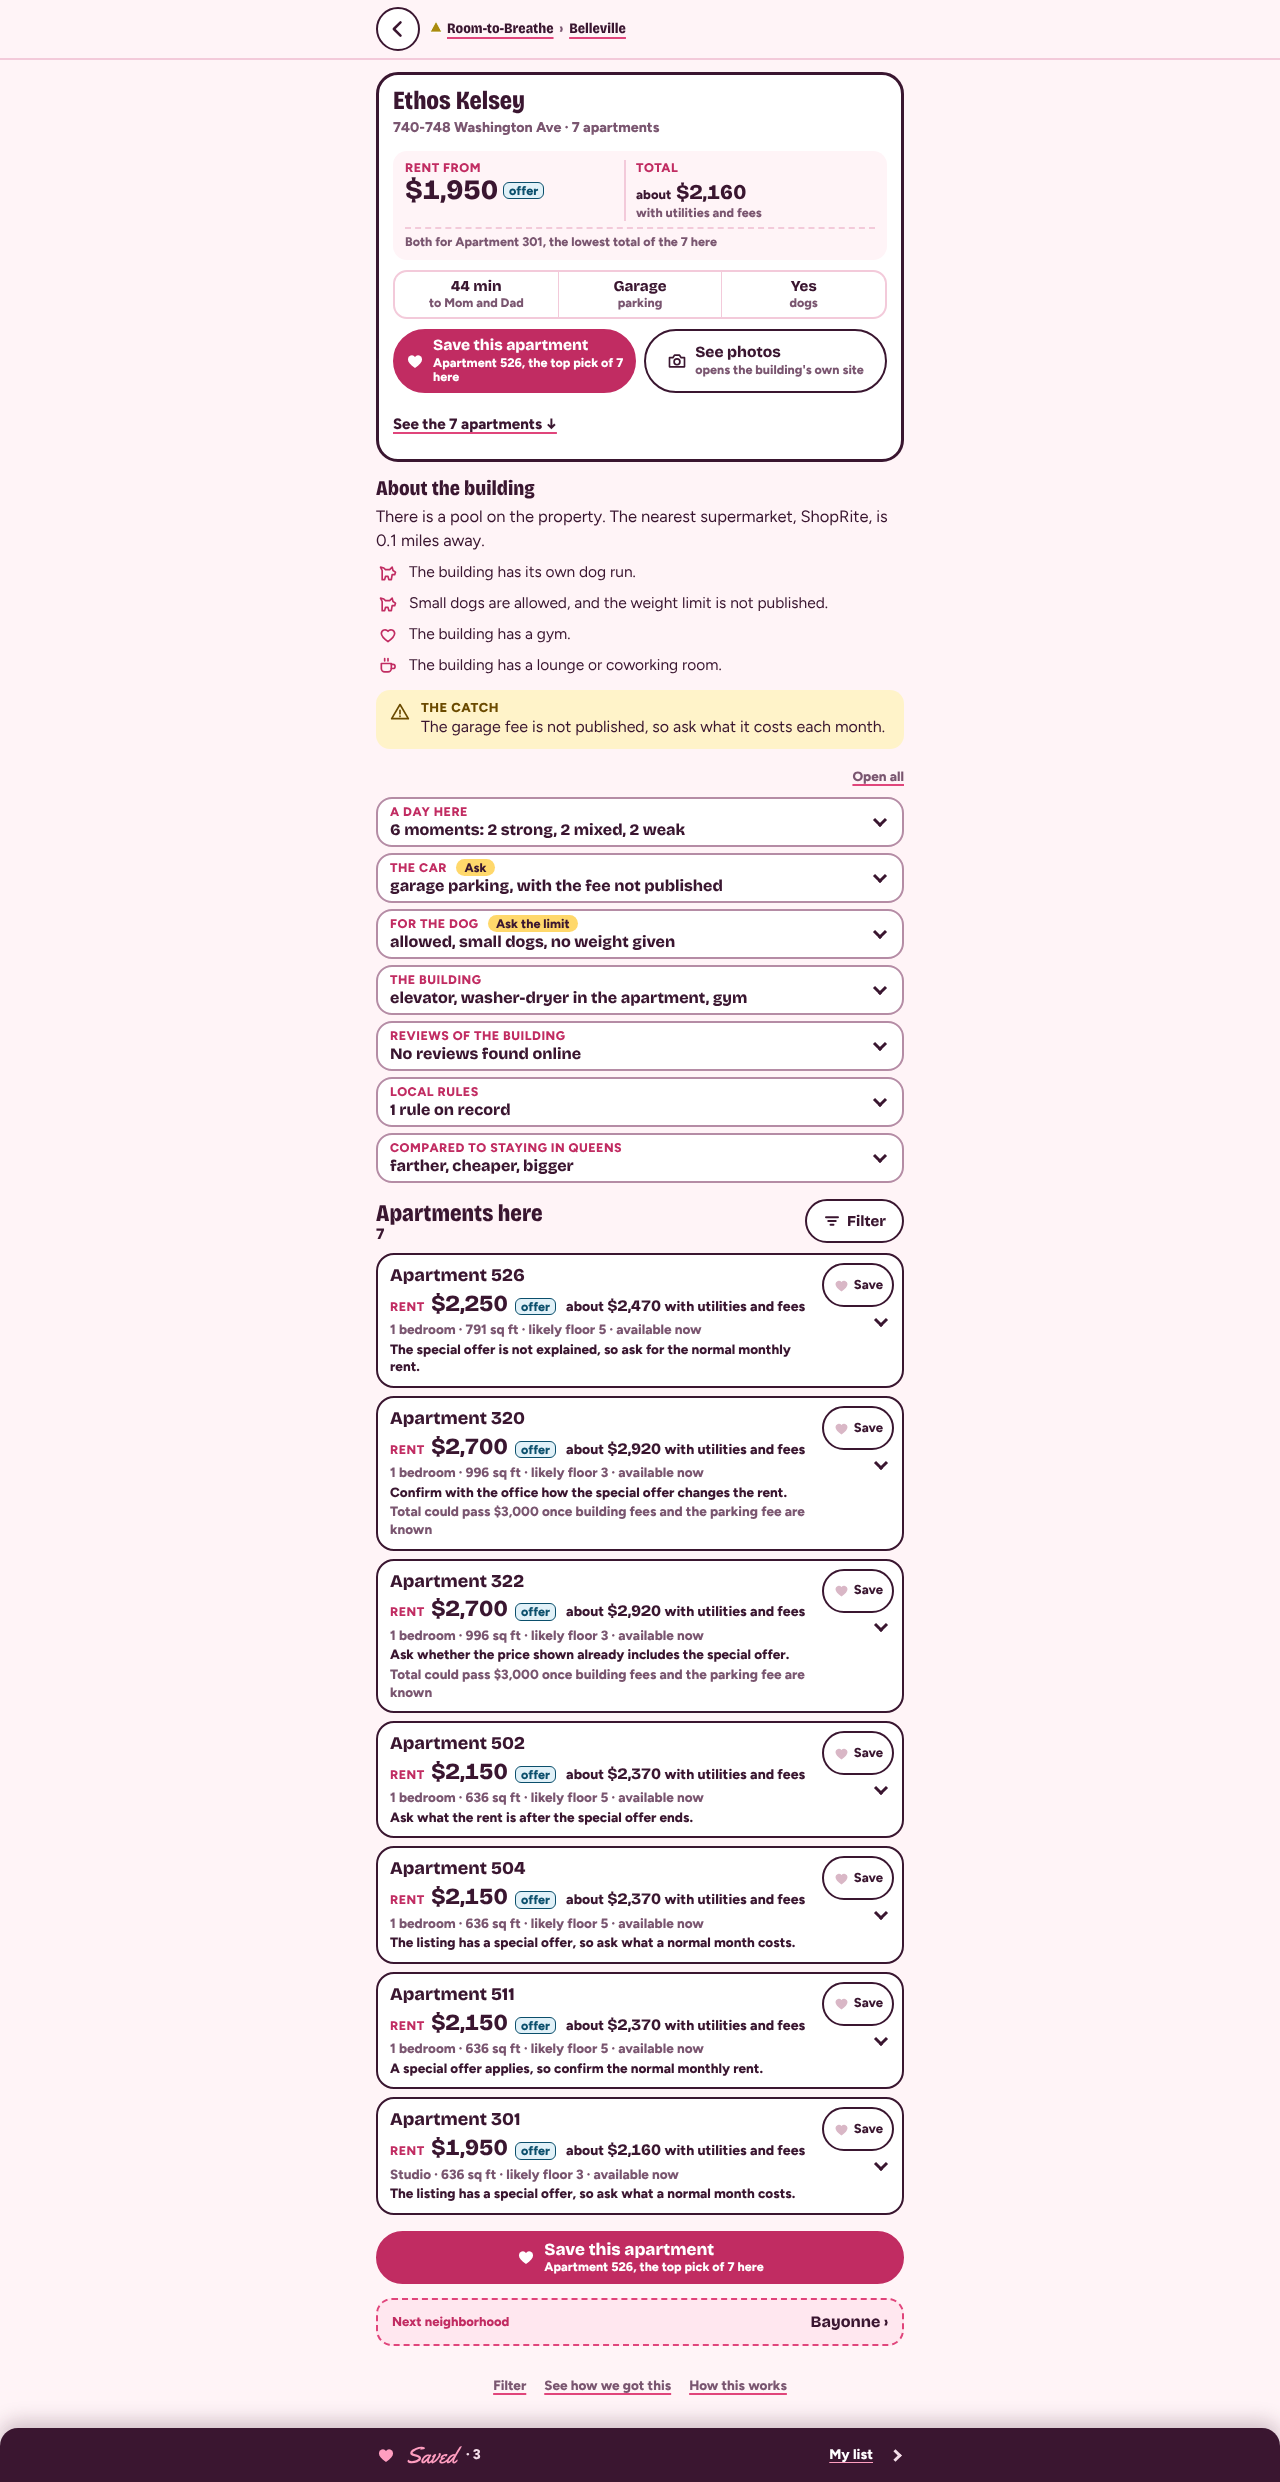 Room-to-Breathe › Belleville
Ethos Kelsey
740-748 Washington Ave · 7 apartments
RENT FROM
$1,950 offer
TOTAL
about $2,160
with utilities and fees
Both for Apartment 301, the lowest total of the 7 here
44 min
to Mom and Dad
Garage
parking
Yes
dogs
Save this apartment
Apartment 526, the top pick of 7
here
See photos
opens the building's own site
See the 7 apartments ↓
About the building
There is a pool on the property. The nearest supermarket, ShopRite, is
0.1 miles away.
The building has its own dog run.
Small dogs are allowed, and the weight limit is not published.
The building has a gym.
The building has a lounge or coworking room.
THE CATCH
The garage fee is not published, so ask what it costs each month.
Open all
A DAY HERE
6 moments: 2 strong, 2 mixed, 2 weak
THE CAR Ask
garage parking, with the fee not published
FOR THE DOG Ask the limit
allowed, small dogs, no weight given
THE BUILDING
elevator, washer-dryer in the apartment, gym
REVIEWS OF THE BUILDING
No reviews found online
LOCAL RULES
1 rule on record
COMPARED TO STAYING IN QUEENS
farther, cheaper, bigger
Apartments here
7
Filter
Apartment 526
Save
RENT $2,250 offer about $2,470 with utilities and fees
1 bedroom · 791 sq ft · likely floor 5 · available now
The special offer is not explained, so ask for the normal monthly
rent.
Apartment 320
Save
RENT $2,700 offer about $2,920 with utilities and fees
1 bedroom · 996 sq ft · likely floor 3 · available now
Confirm with the office how the special offer changes the rent.
Total could pass $3,000 once building fees and the parking fee are
known
Apartment 322
Save
RENT $2,700 offer about $2,920 with utilities and fees
1 bedroom · 996 sq ft · likely floor 3 · available now
Ask whether the price shown already includes the special offer.
Total could pass $3,000 once building fees and the parking fee are
known
Apartment 502
Save
RENT $2,150 offer about $2,370 with utilities and fees
1 bedroom · 636 sq ft · likely floor 5 · available now
Ask what the rent is after the special offer ends.
Apartment 504
Save
RENT $2,150 offer about $2,370 with utilities and fees
1 bedroom · 636 sq ft · likely floor 5 · available now
The listing has a special offer, so ask what a normal month costs.
Apartment 511
Save
RENT $2,150 offer about $2,370 with utilities and fees
1 bedroom · 636 sq ft · likely floor 5 · available now
A special offer applies, so confirm the normal monthly rent.
Apartment 301
Save
RENT $1,950 offer about $2,160 with utilities and fees
Studio · 636 sq ft · likely floor 3 · available now
The listing has a special offer, so ask what a normal month costs.
Save this apartment
Apartment 526, the top pick of 7 here
Next neighborhood Bayonne ›
Filter See how we got this How this works
Saved · 3 My list